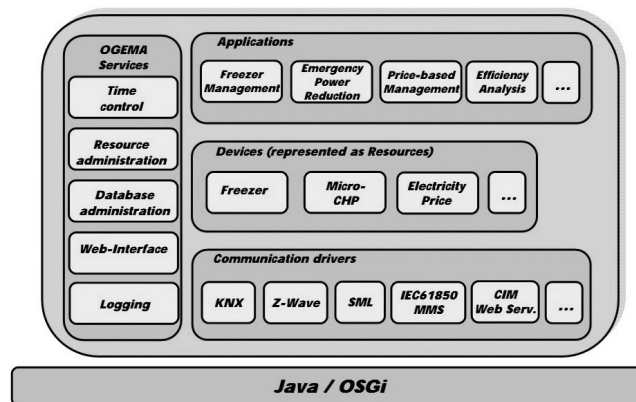 OGEMA
Services
Time
control
Resource
administration
Database
administration
Web-Interface
Logging
Applications
Freezer
Management
Emergency
Power
Reduction
Price-based
Management
Efficiency
Analysis
...
Devices (represented as Resources)
Freezer
Micro-
CHP
Electricity
Price
...
Communication drivers
KNX
Z-Wave
SML
IEC61850
MMS
CIM
Web Serv.
...
Java / OSGi